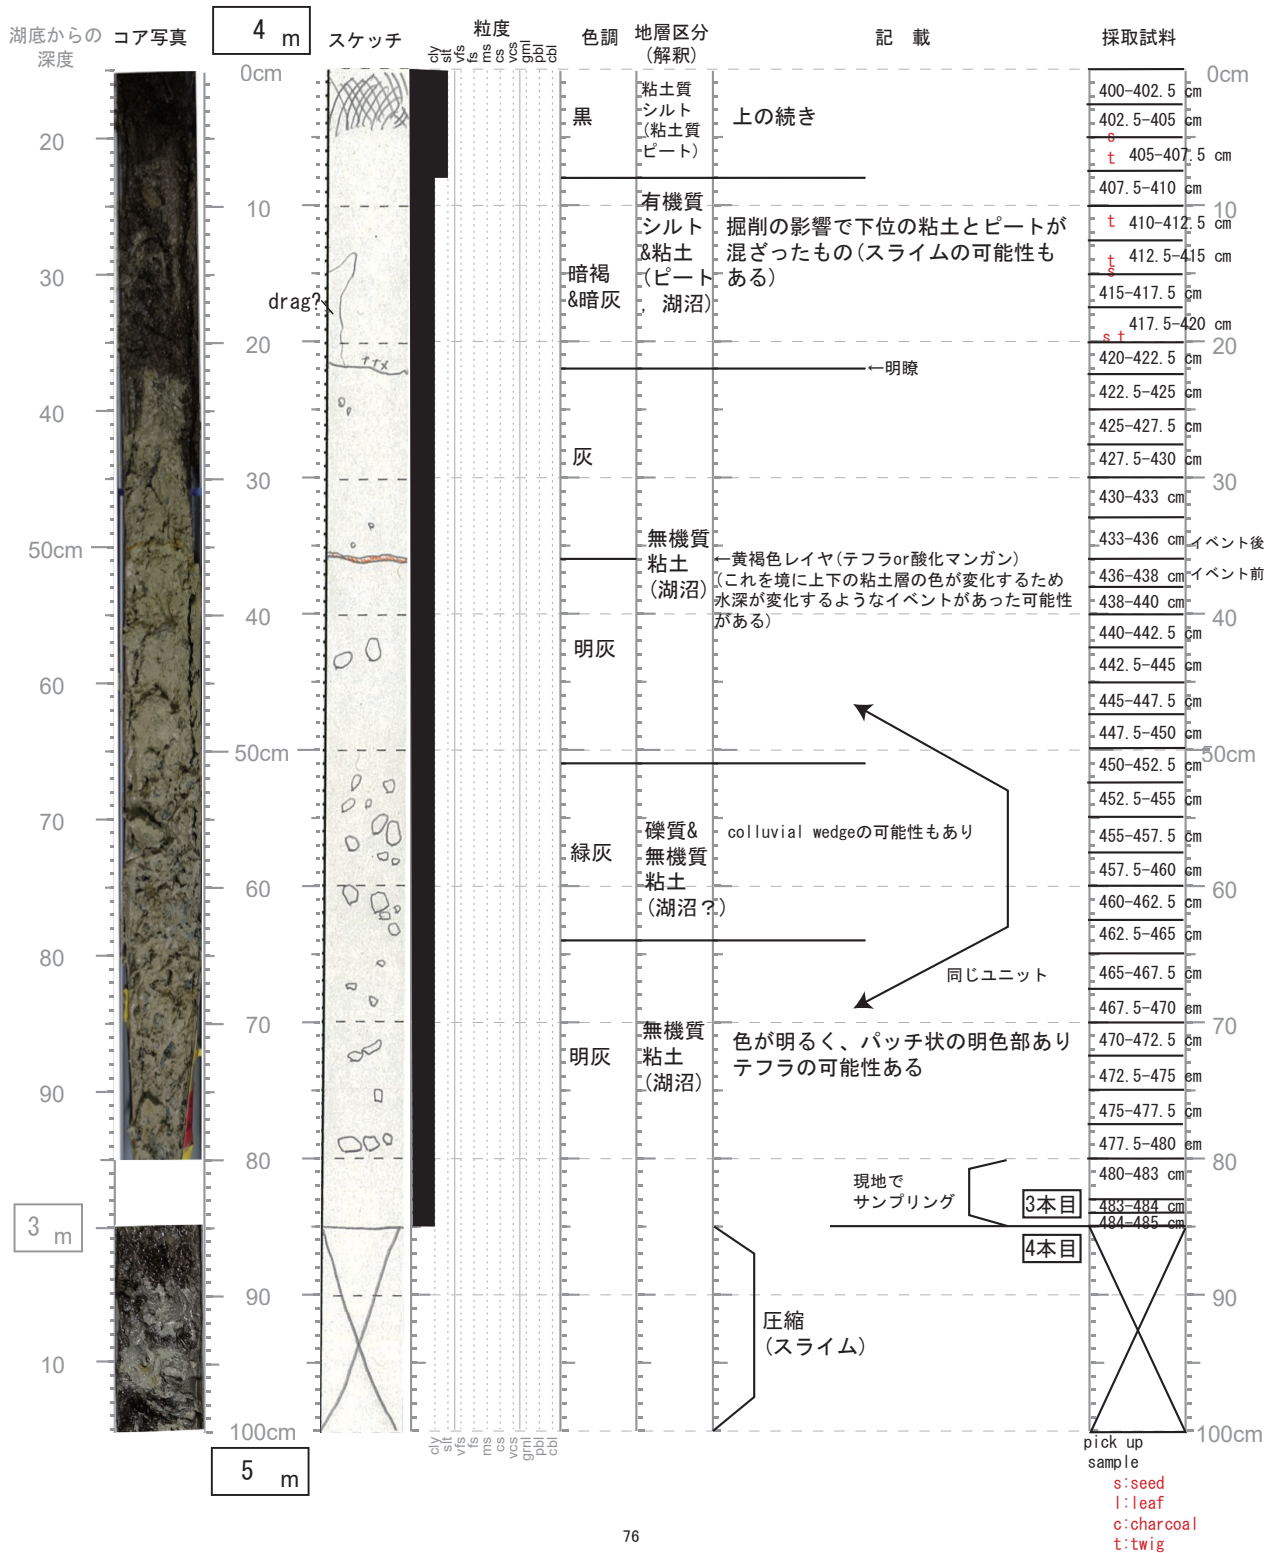 湖底からの
深度
コア写真
4 m
スケッチ
粒度
cly
slt
vfs
fs
ms
cs
vcs
grnl
pbl
cbl
色調
地層区分
(解釈)
記 載
採取試料
0cm
10
20
30
40
50cm
60
70
80
90
100cm
20
30
40
50cm
60
70
80
90
3 m
10
5 m
drag?
ttx
黒
暗褐
&暗灰
灰
明灰
緑灰
明灰
粘土質
シルト
(粘土質
ピート)
有機質
シルト
&粘土
(ピート
, 湖沼)
無機質
粘土
(湖沼)
礫質&
無機質
粘土
(湖沼?)
無機質
粘土
(湖沼)
上の続き
掘削の影響で下位の粘土とピートが
混ざったもの(スライムの可能性も
ある)
←明瞭
←黄褐色レイヤ(テフラor酸化マンガン)
(これを境に上下の粘土層の色が変化するため
水深が変化するようなイベントがあった可能性
がある)
colluvial wedgeの可能性もあり
同じユニット
色が明るく、パッチ状の明色部あり
テフラの可能性ある
現地で
サンプリング
3本目
4本目
圧縮
(スライム)
400-402.5 cm
402.5-405 cm
s
t 405-407.5 cm
407.5-410 cm
t 410-412.5 cm
t 412.5-415 cm
s
415-417.5 cm
417.5-420 cm
s t
420-422.5 cm
422.5-425 cm
425-427.5 cm
427.5-430 cm
430-433 cm
433-436 cm イベント後
436-438 cm イベント前
438-440 cm
440-442.5 cm
442.5-445 cm
445-447.5 cm
447.5-450 cm
450-452.5 cm
452.5-455 cm
455-457.5 cm
457.5-460 cm
460-462.5 cm
462.5-465 cm
465-467.5 cm
467.5-470 cm
470-472.5 cm
472.5-475 cm
475-477.5 cm
477.5-480 cm
480-483 cm
483-484 cm
484-485 cm
0cm
10
20
30
40
50cm
60
70
80
90
100cm
cly
slt
vfs
fs
ms
cs
vcs
grnl
pbl
cbl
pick up
sample
s:seed
l:leaf
c:charcoal
t:twig
76